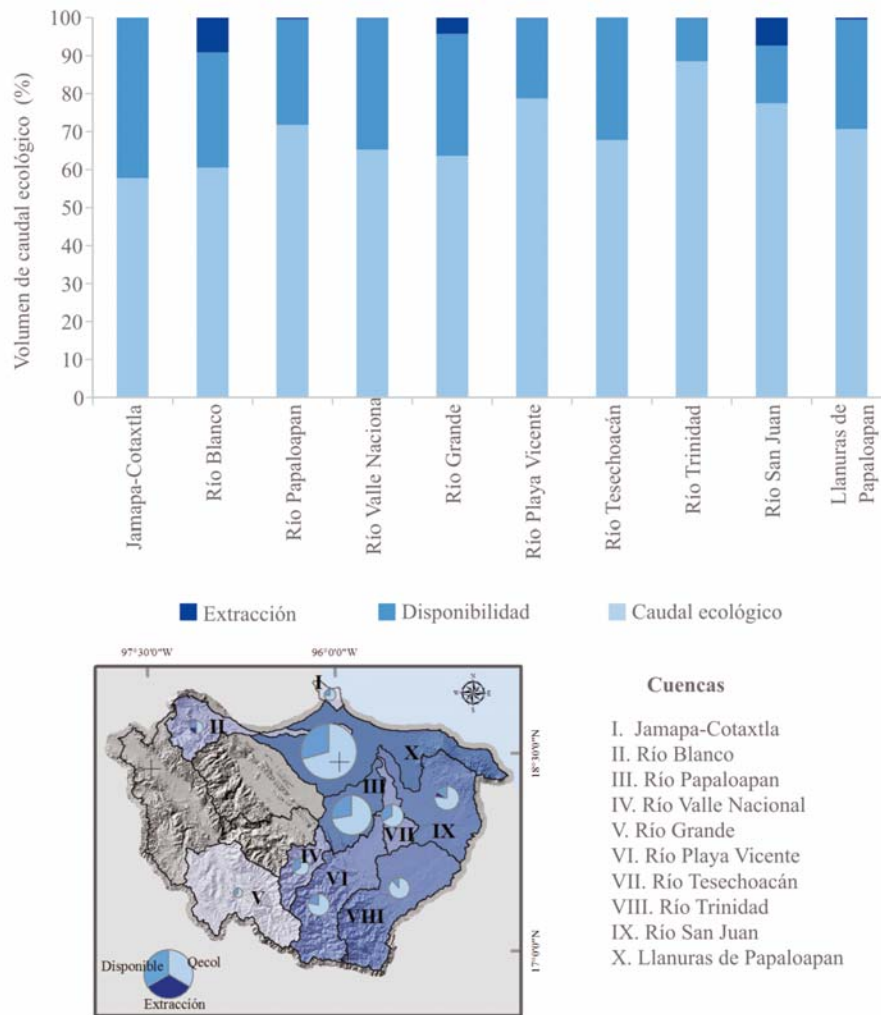 Volumen de caudal ecológico (%)
100
90
80
70
60
50
40
30
20
10
0
Jamapa-Cotaxtla
Río Blanco
Río Papaloapan
Río Valle Naciona
Río Grande
Río Playa Vicente
Río Tesechoacán
Río Trinidad
Río San Juan
Llanuras de
Papaloapan
Extracción
Disponibilidad
Caudal ecológico
97°30'0"W
96°0'0"W
18°30'0"N
17°0'0"N
N
W
E
S
I
II
III
IV
V
VI
VII
VIII
IX
X
Disponible
Qecol
Extracción
Cuencas
I. Jamapa-Cotaxtla
II. Río Blanco
III. Río Papaloapan
IV. Río Valle Nacional
V. Río Grande
VI. Río Playa Vicente
VII. Río Tesechoacán
VIII. Río Trinidad
IX. Río San Juan
X. Llanuras de Papaloapan